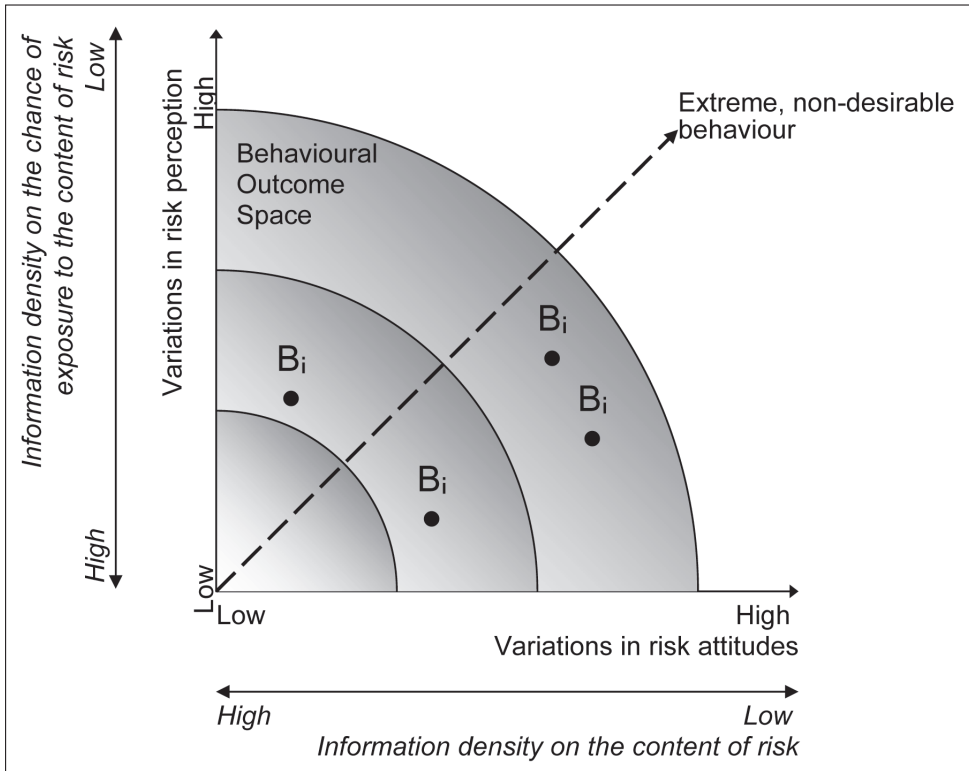 Information density on the chance of
exposure to the content of risk
Low
High
Variations in risk perception
High
Low
Behavioural
Outcome
Space
Extreme, non-desirable
behaviour
Bi
Bi
Bi
Bi
Low
High
Variations in risk attitudes
High
Low
Information density on the content of risk